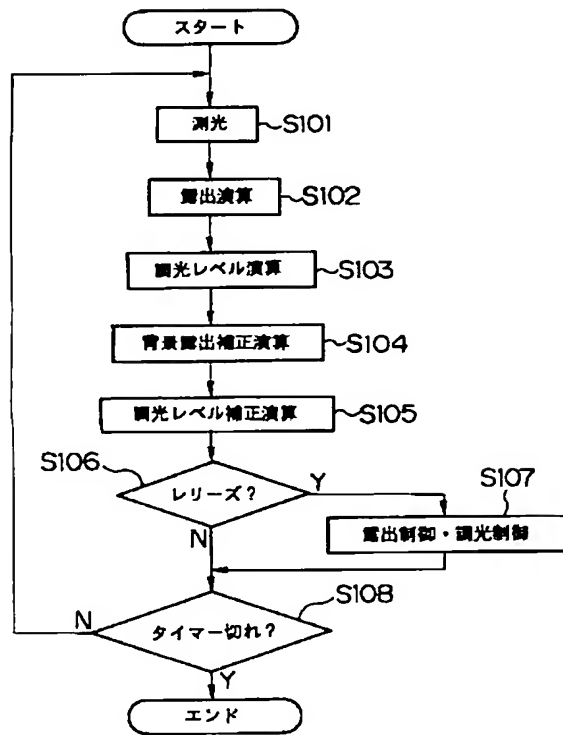 スタート
測光
S101
露出演算
S102
調光レベル演算
S103
背景露出補正演算
S104
調光レベル補正演算
S105
S106
レリーズ?
Y
N
S107
露出制御・調光制御
S108
タイマー切れ?
N
Y
エンド